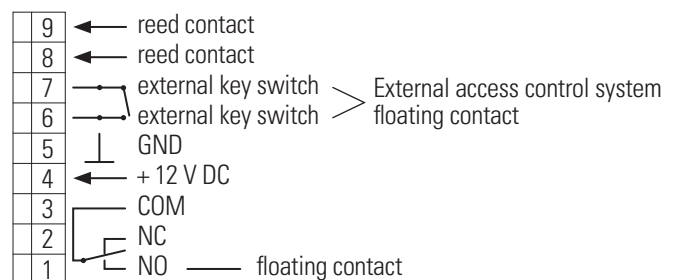 9 reed contact
8 reed contact
7 external key switch External access control system
6 external key switch floating contact
5 GND
4 + 12 V DC
3 COM
2 NC
1 NO floating contact